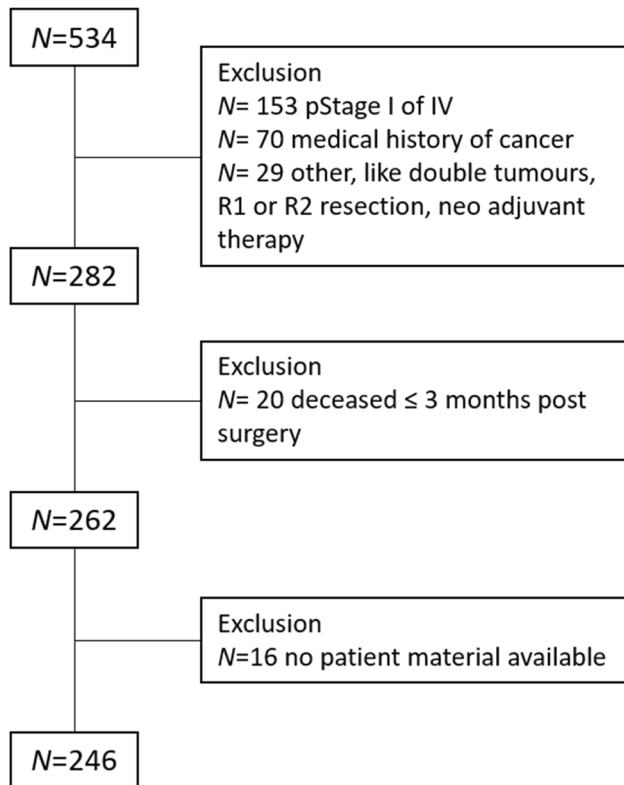 N=534
Exclusion
N= 153 pStage I of IV
N= 70 medical history of cancer
N= 29 other, like double tumours,
R1 or R2 resection, neo adjuvant
therapy
N=282
Exclusion
N= 20 deceased ≤ 3 months post
surgery
N=262
Exclusion
N=16 no patient material available
N=246